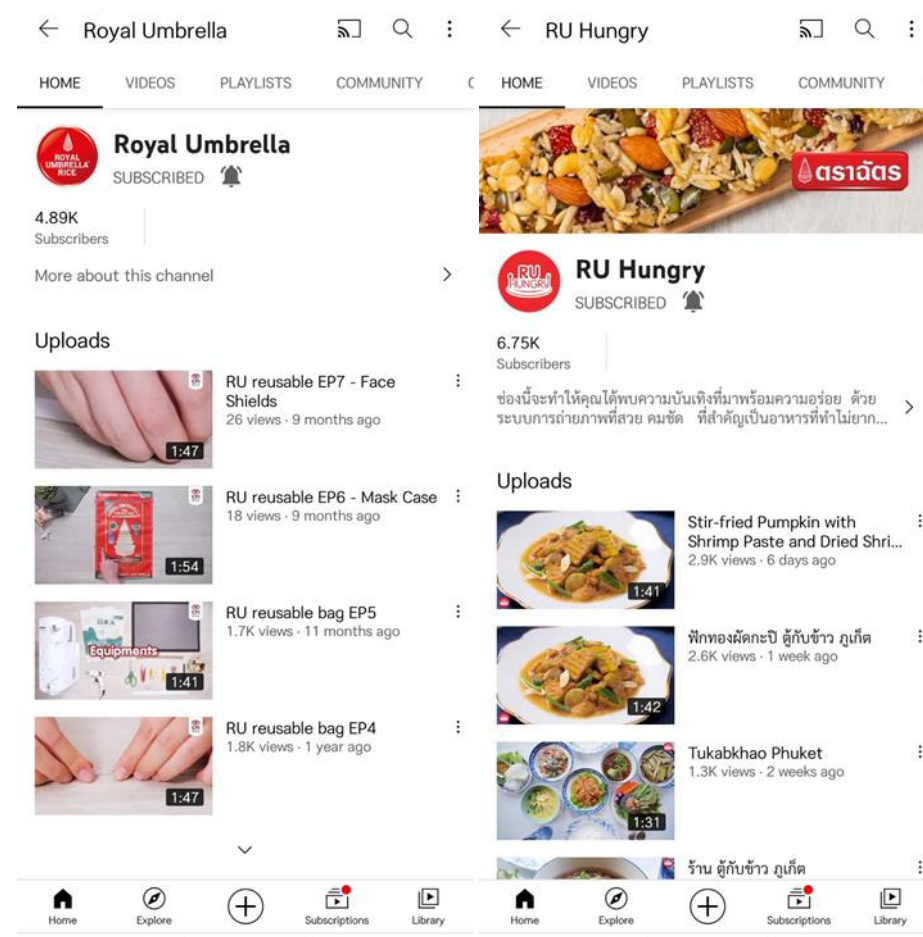 Royal Umbrella
HOME VIDEOS PLAYLISTS COMMUNITY
ROYAL
UMBRELLA
RICE
Royal Umbrella
SUBSCRIBED
4.89K
Subscribers
More about this channel
Uploads
1:47
RU reusable EP7 - Face
Shields
26 views · 9 months ago
1:54
RU reusable EP6 - Mask Case
18 views · 9 months ago
Equipments
1:41
RU reusable bag EP5
1.7K views · 11 months ago
1:47
RU reusable bag EP4
1.8K views · 1 year ago
Home Explore Subscriptions Library
RU Hungry
HOME VIDEOS PLAYLISTS COMMUNITY
ตราฉัตร
RU
HUNGRY
RU Hungry
SUBSCRIBED
6.75K
Subscribers
ช่องนี้จะทำให้คุณได้พบความบันเทิงที่มาพร้อมความอร่อย ด้วย
ระบบการถ่ายภาพที่สวย คมชัด ที่สำคัญเป็นอาหารที่ทำไม่ยาก...
Uploads
1:41
Stir-fried Pumpkin with
Shrimp Paste and Dried Shri...
2.9K views · 6 days ago
1:42
ฟักทองผัดกะปิ ตู้กับข้าว ภูเก็ต
2.6K views · 1 week ago
1:31
Tukabkhao Phuket
1.3K views · 2 weeks ago
ร้าน ตู้กับข้าว ภูเก็ต
Home Explore Subscriptions Library